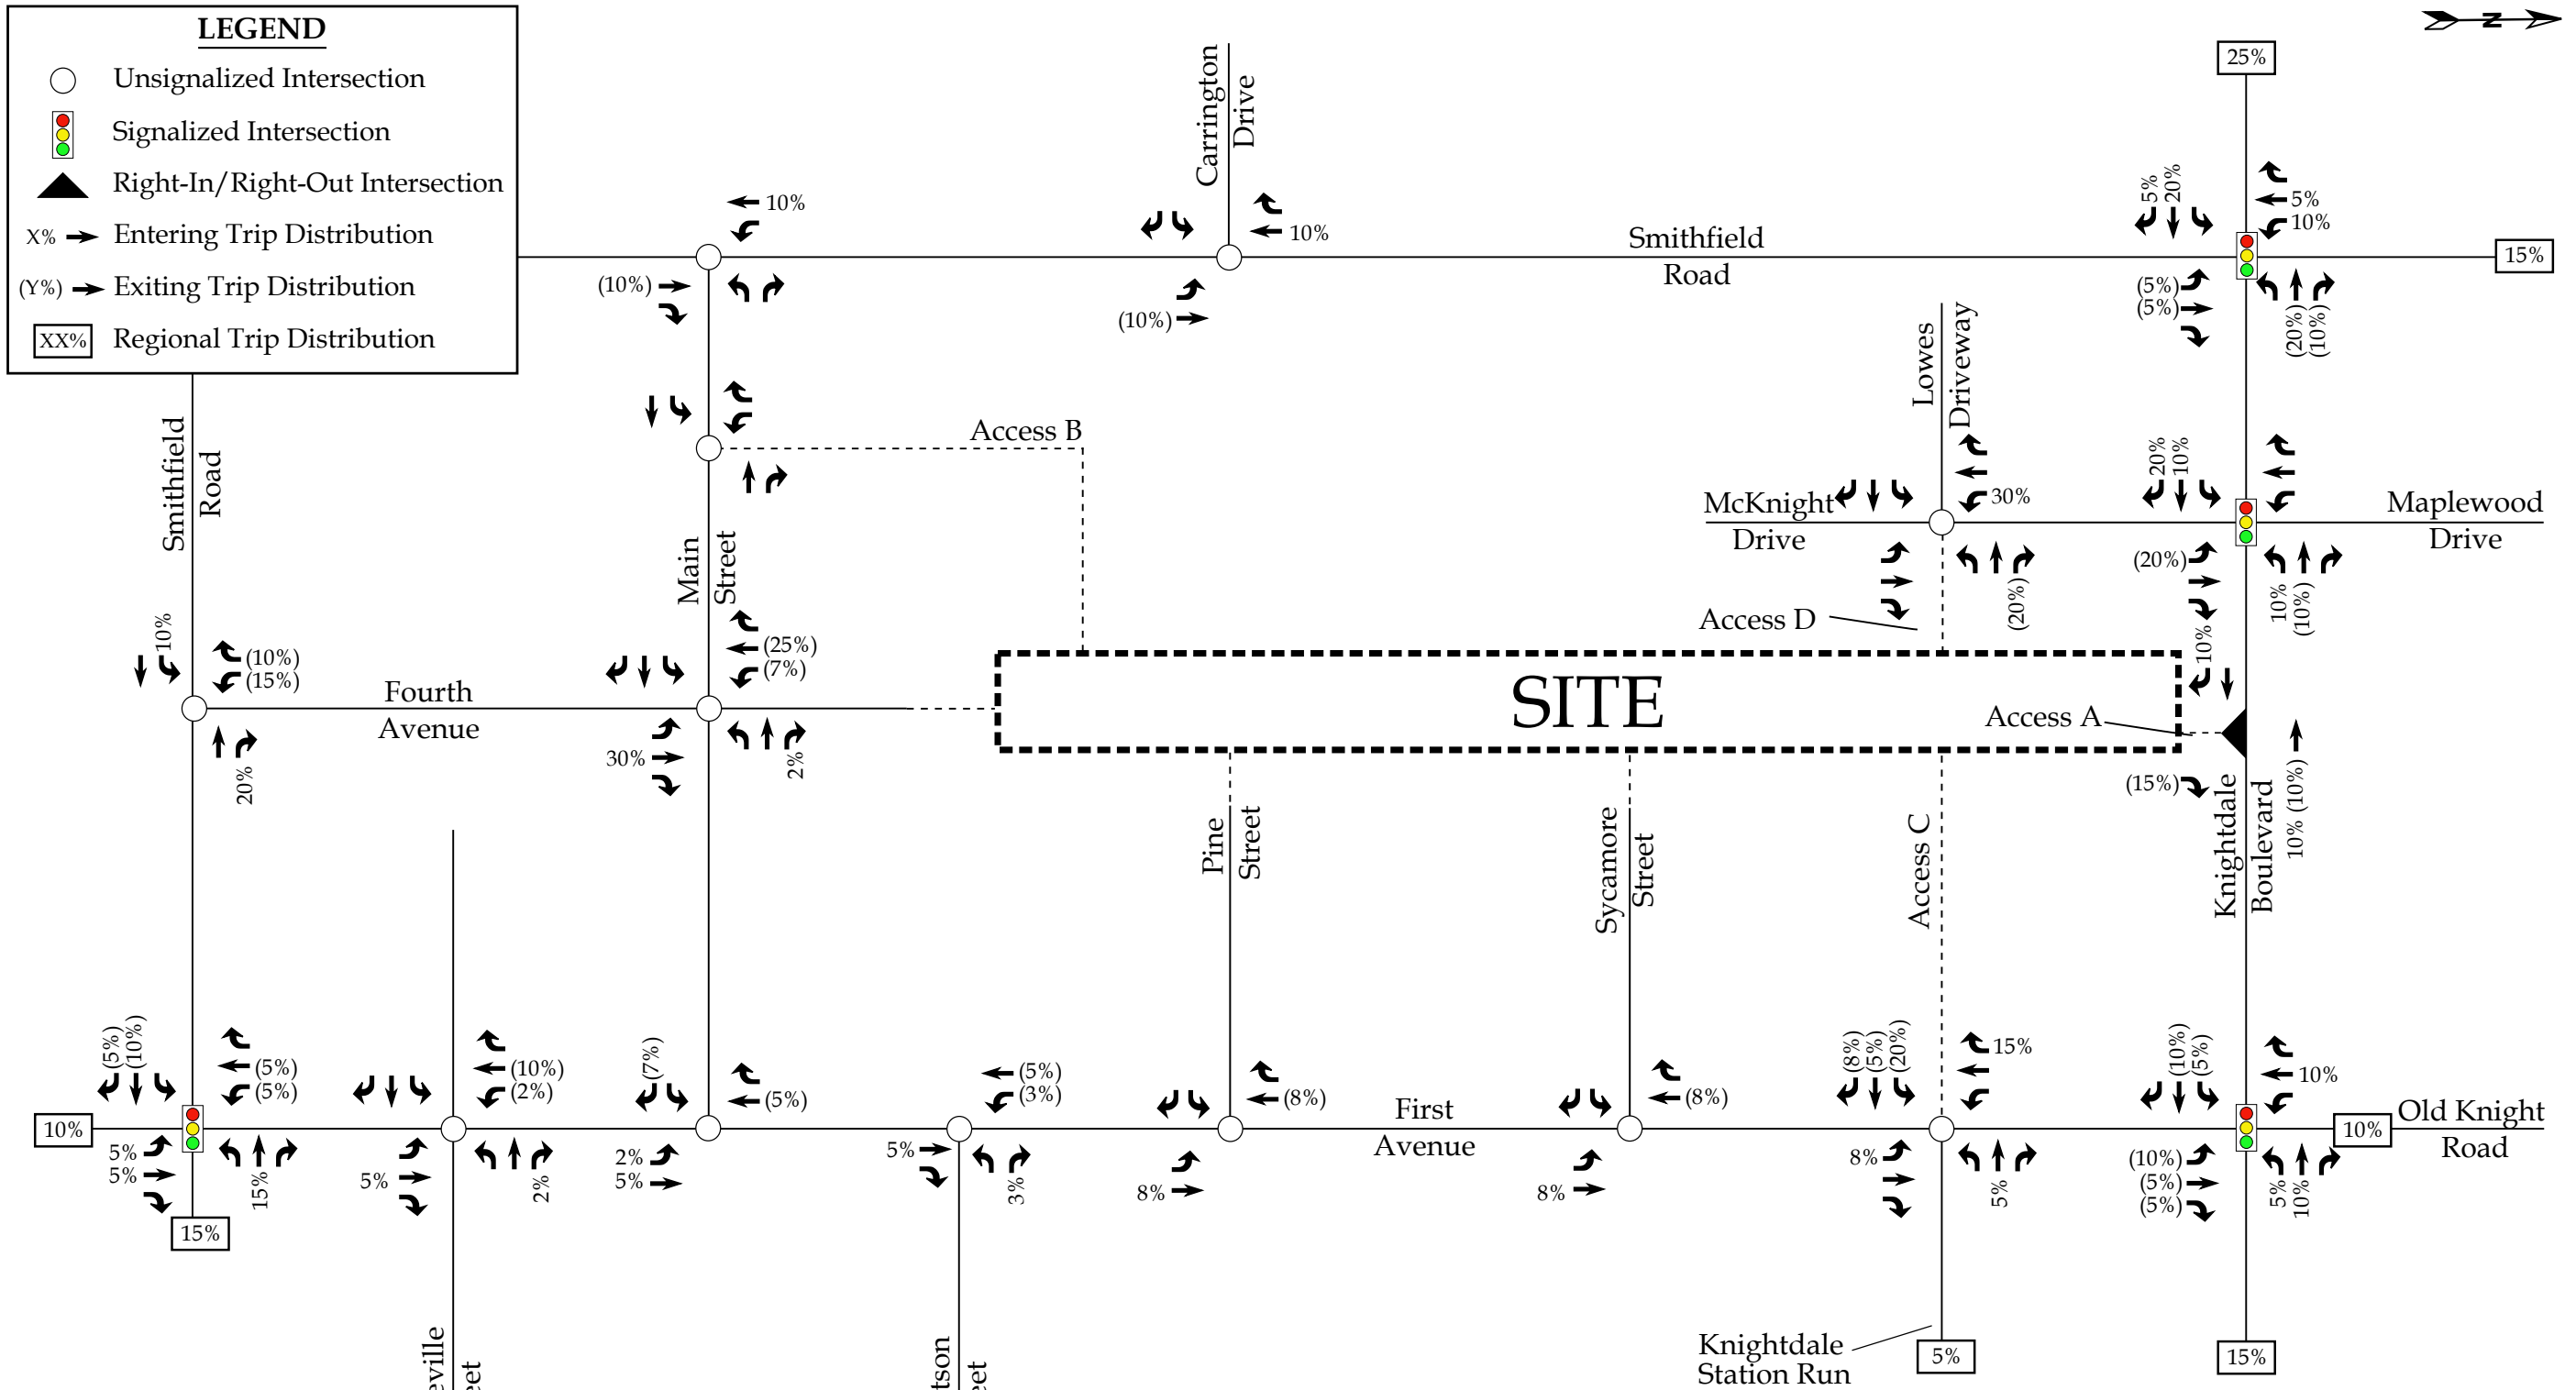 LEGEND
Unsignalized Intersection
Signalized Intersection
Right-In/Right-Out Intersection
X% Entering Trip Distribution
(Y%) Exiting Trip Distribution
XX% Regional Trip Distribution
N
25%
Carrington
Drive
10%
(10%)
10%
(10%)
Smithfield
Road
5%
20%
5%
10%
(5%)
(5%)
(20%)
(10%)
15%
Smithfield
Road
Main
Street
Access B
Lowes
Driveway
McKnight
Drive
30%
(20%)
Access D
20%
10%
(20%)
10%
(10%)
Maplewood
Drive
10%
(10%)
(15%)
20%
Fourth
Avenue
(25%)
(7%)
30%
2%
SITE
Access A
10%
(15%)
10% (10%)
Knightdale
Boulevard
Pine
Street
Sycamore
Street
Access C
10%
(5%)
(10%)
(5%)
(5%)
5%
5%
15%
15%
(10%)
(2%)
5%
2%
(7%)
(5%)
2%
5%
(5%)
(3%)
5%
3%
(8%)
8%
First
Avenue
(8%)
8%
(8%)
(5%)
(20%)
15%
8%
5%
(10%)
(5%)
10%
(10%)
(5%)
(5%)
5%
10%
10%
Old Knight
Road
eville
eet
tson
eet
Knightdale
Station Run
5%
15%